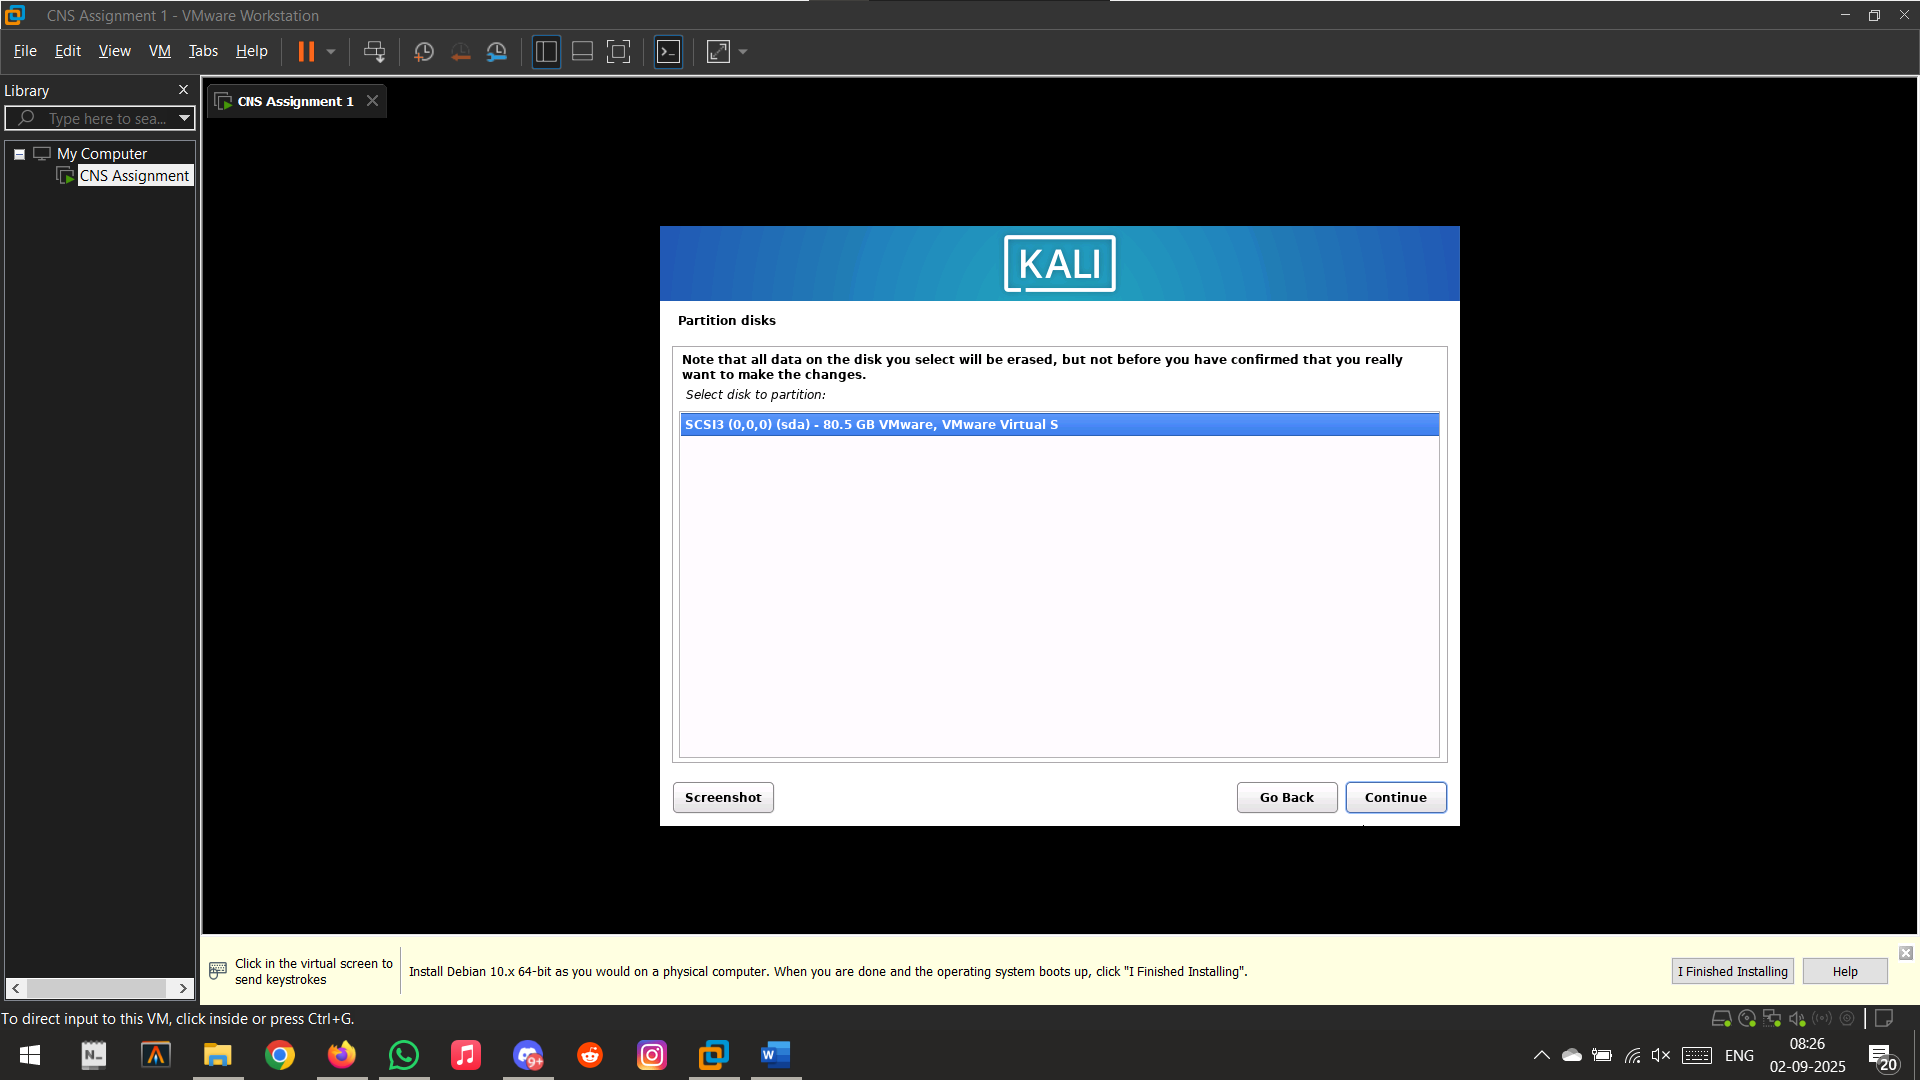 CNS Assignment 1 - VMware Workstation
File Edit View VM Tabs Help
Library
CNS Assignment 1
Type here to sea...
My Computer
CNS Assignment
KALI
Partition disks
Note that all data on the disk you select will be erased, but not before you have confirmed that you really
want to make the changes.
Select disk to partition:
SCSI3 (0,0,0) (sda) - 80.5 GB VMware, VMware Virtual S
Screenshot
Go Back
Continue
Click in the virtual screen to
send keystrokes
Install Debian 10.x 64-bit as you would on a physical computer. When you are done and the operating system boots up, click "I Finished Installing".
I Finished Installing
Help
To direct input to this VM, click inside or press Ctrl+G.
N
9+
W
ENG
08:26
02-09-2025
20